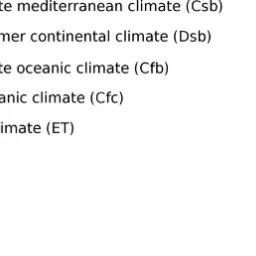 te mediterranean climate (Csb)
mer continental climate (Dsb)
te oceanic climate (Cfb)
anic climate (Cfc)
imate (ET)